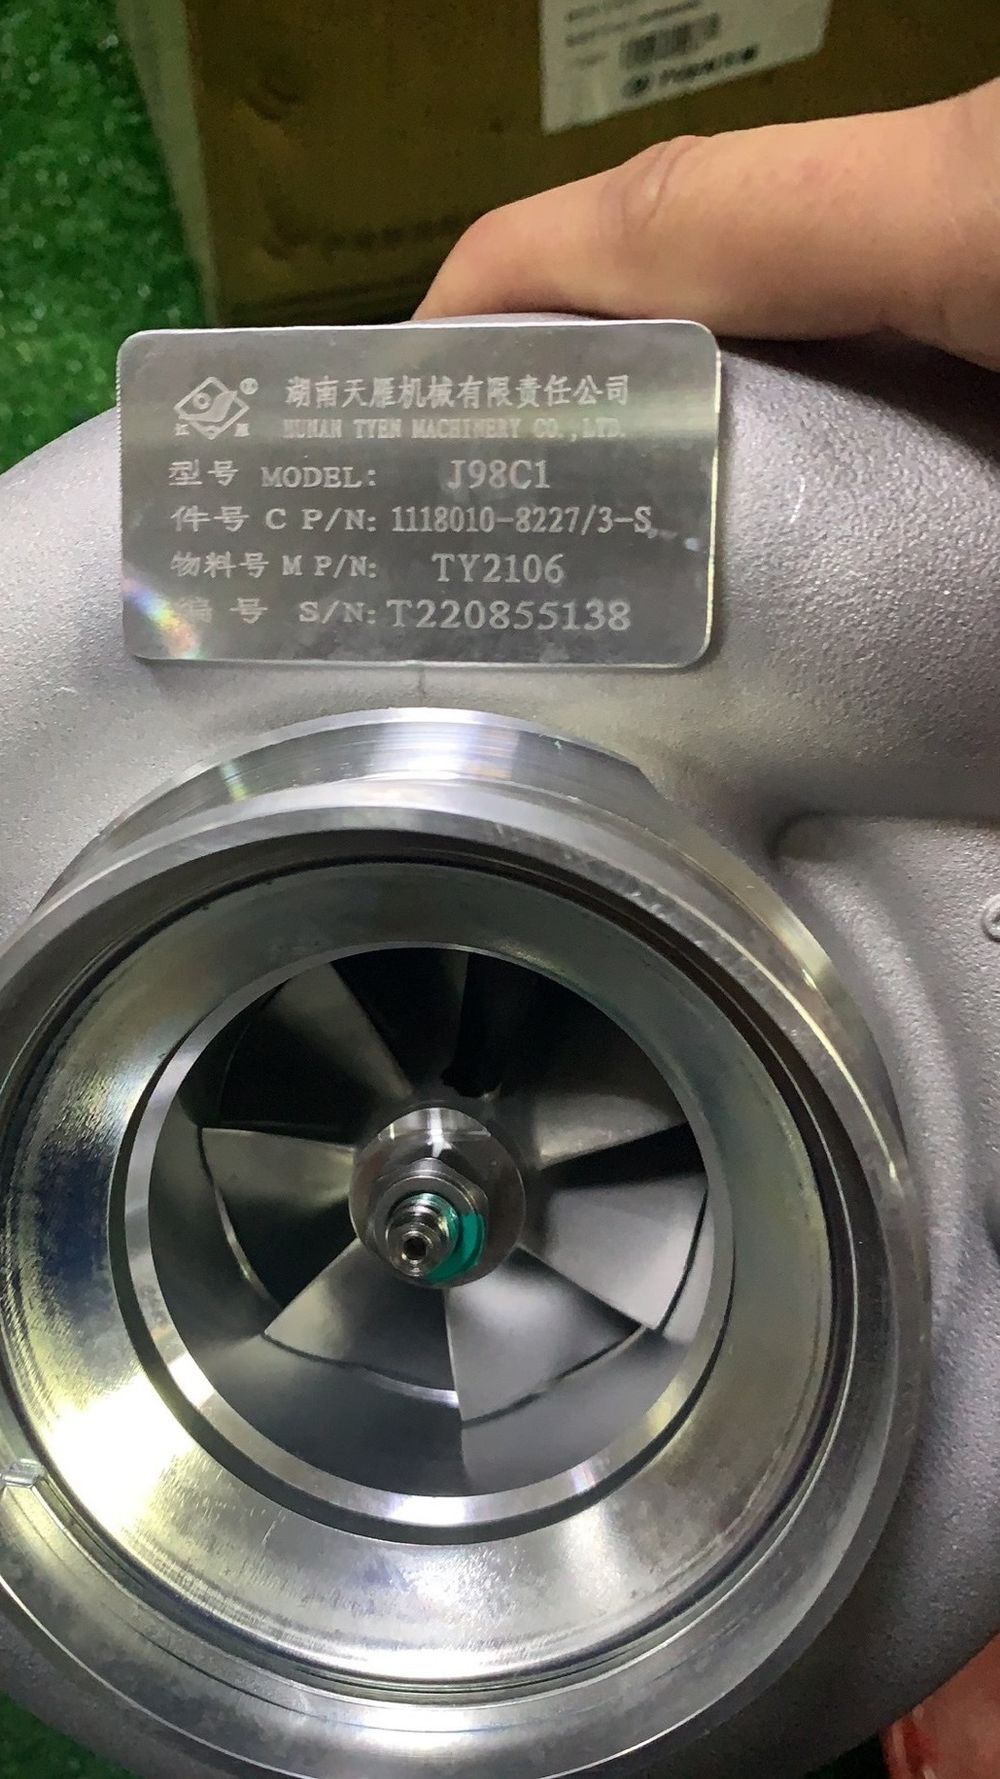 湖南天雁机械有限责任公司
HUNAN TYEN MACHINERY CO.,LTD.
型号 MODEL: J98C1
件号 C P/N: 1118010-8227/3-S
物料号 M P/N: TY2106
编号 S/N: T220855138